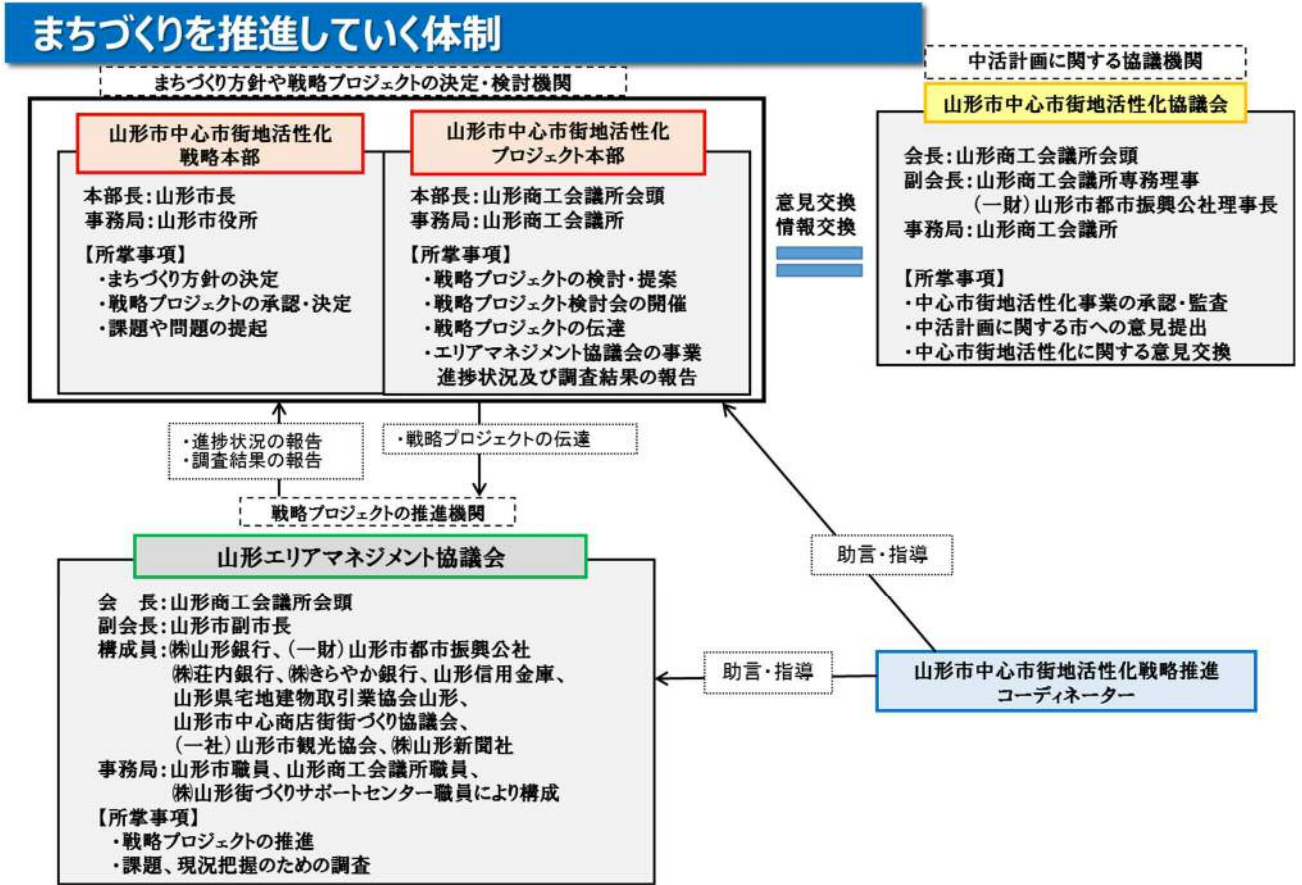 まちづくりを推進していく体制
まちづくり方針や戦略プロジェクトの決定・検討機関
山形市中心市街地活性化
戦略本部
本部長:山形市長
事務局:山形市役所
【所掌事項】
・まちづくり方針の決定
・戦略プロジェクトの承認・決定
・課題や問題の提起
山形市中心市街地活性化
プロジェクト本部
本部長:山形商工会議所会頭
事務局:山形商工会議所
【所掌事項】
・戦略プロジェクトの検討・提案
・戦略プロジェクト検討会の開催
・戦略プロジェクトの伝達
・エリアマネジメント協議会の事業
進捗状況及び調査結果の報告
意見交換
情報交換
中活計画に関する協議機関
山形市中心市街地活性化協議会
会長:山形商工会議所会頭
副会長:山形商工会議所専務理事
(一財)山形市都市振興公社理事長
事務局:山形商工会議所
【所掌事項】
・中心市街地活性化事業の承認・監査
・中活計画に関する市への意見提出
・中心市街地活性化に関する意見交換
・進捗状況の報告
・調査結果の報告
・戦略プロジェクトの伝達
戦略プロジェクトの推進機関
山形エリアマネジメント協議会
会 長:山形商工会議所会頭
副会長:山形市副市長
構成員:㈱山形銀行、(一財)山形市都市振興公社
㈱荘内銀行、㈱きらやか銀行、山形信用金庫、
山形県宅地建物取引業協会山形、
山形市中心商店街街づくり協議会、
(一社)山形市観光協会、㈱山形新聞社
事務局:山形市職員、山形商工会議所職員、
㈱山形街づくりサポートセンター職員により構成
【所掌事項】
・戦略プロジェクトの推進
・課題、現況把握のための調査
助言・指導
助言・指導
山形市中心市街地活性化戦略推進
コーディネーター